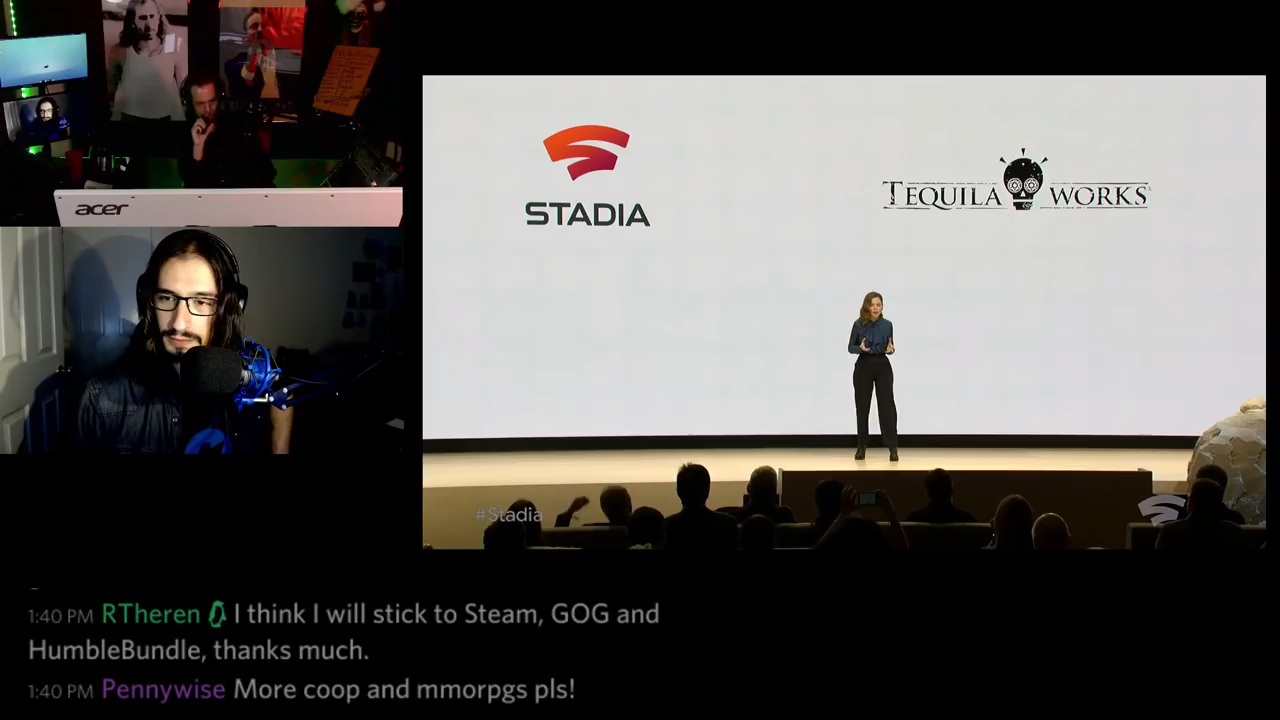 acer
STADIA
TEQUILA WORKS
#Stadia
1:40 PM RTheren I think I will stick to Steam, GOG and
HumbleBundle, thanks much.
1:40 PM Pennywise More coop and mmorpgs pls!